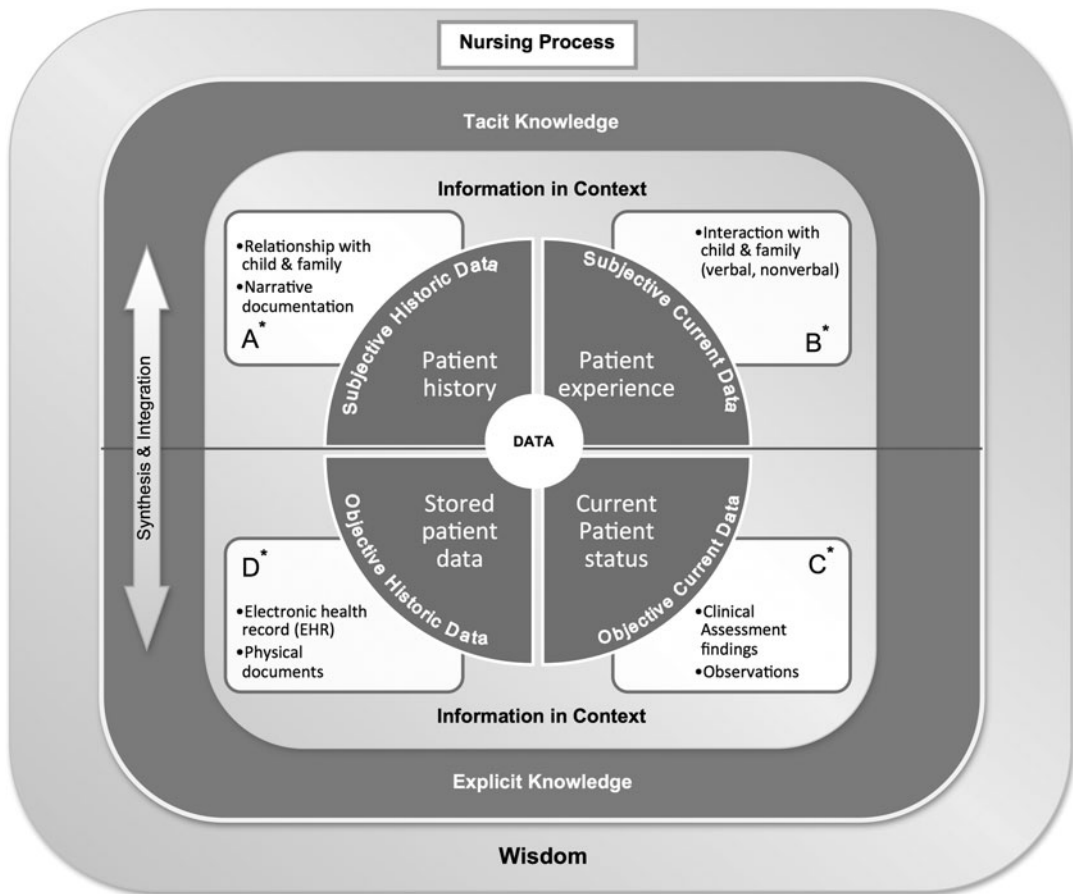 Nursing Process
Tacit Knowledge
Information in Context
•Relationship with
child & family
•Narrative
documentation
A*
Subjective Historic Data
Patient
history
Subjective Current Data
Patient
experience
•Interaction with
child & family
(verbal, nonverbal)
B*
Synthesis & Integration
DATA
D*
•Electronic health
record (EHR)
•Physical
documents
Objective Historic Data
Stored
patient
data
Objective Current Data
Current
Patient
status
C*
•Clinical
Assessment
findings
•Observations
Information in Context
Explicit Knowledge
Wisdom